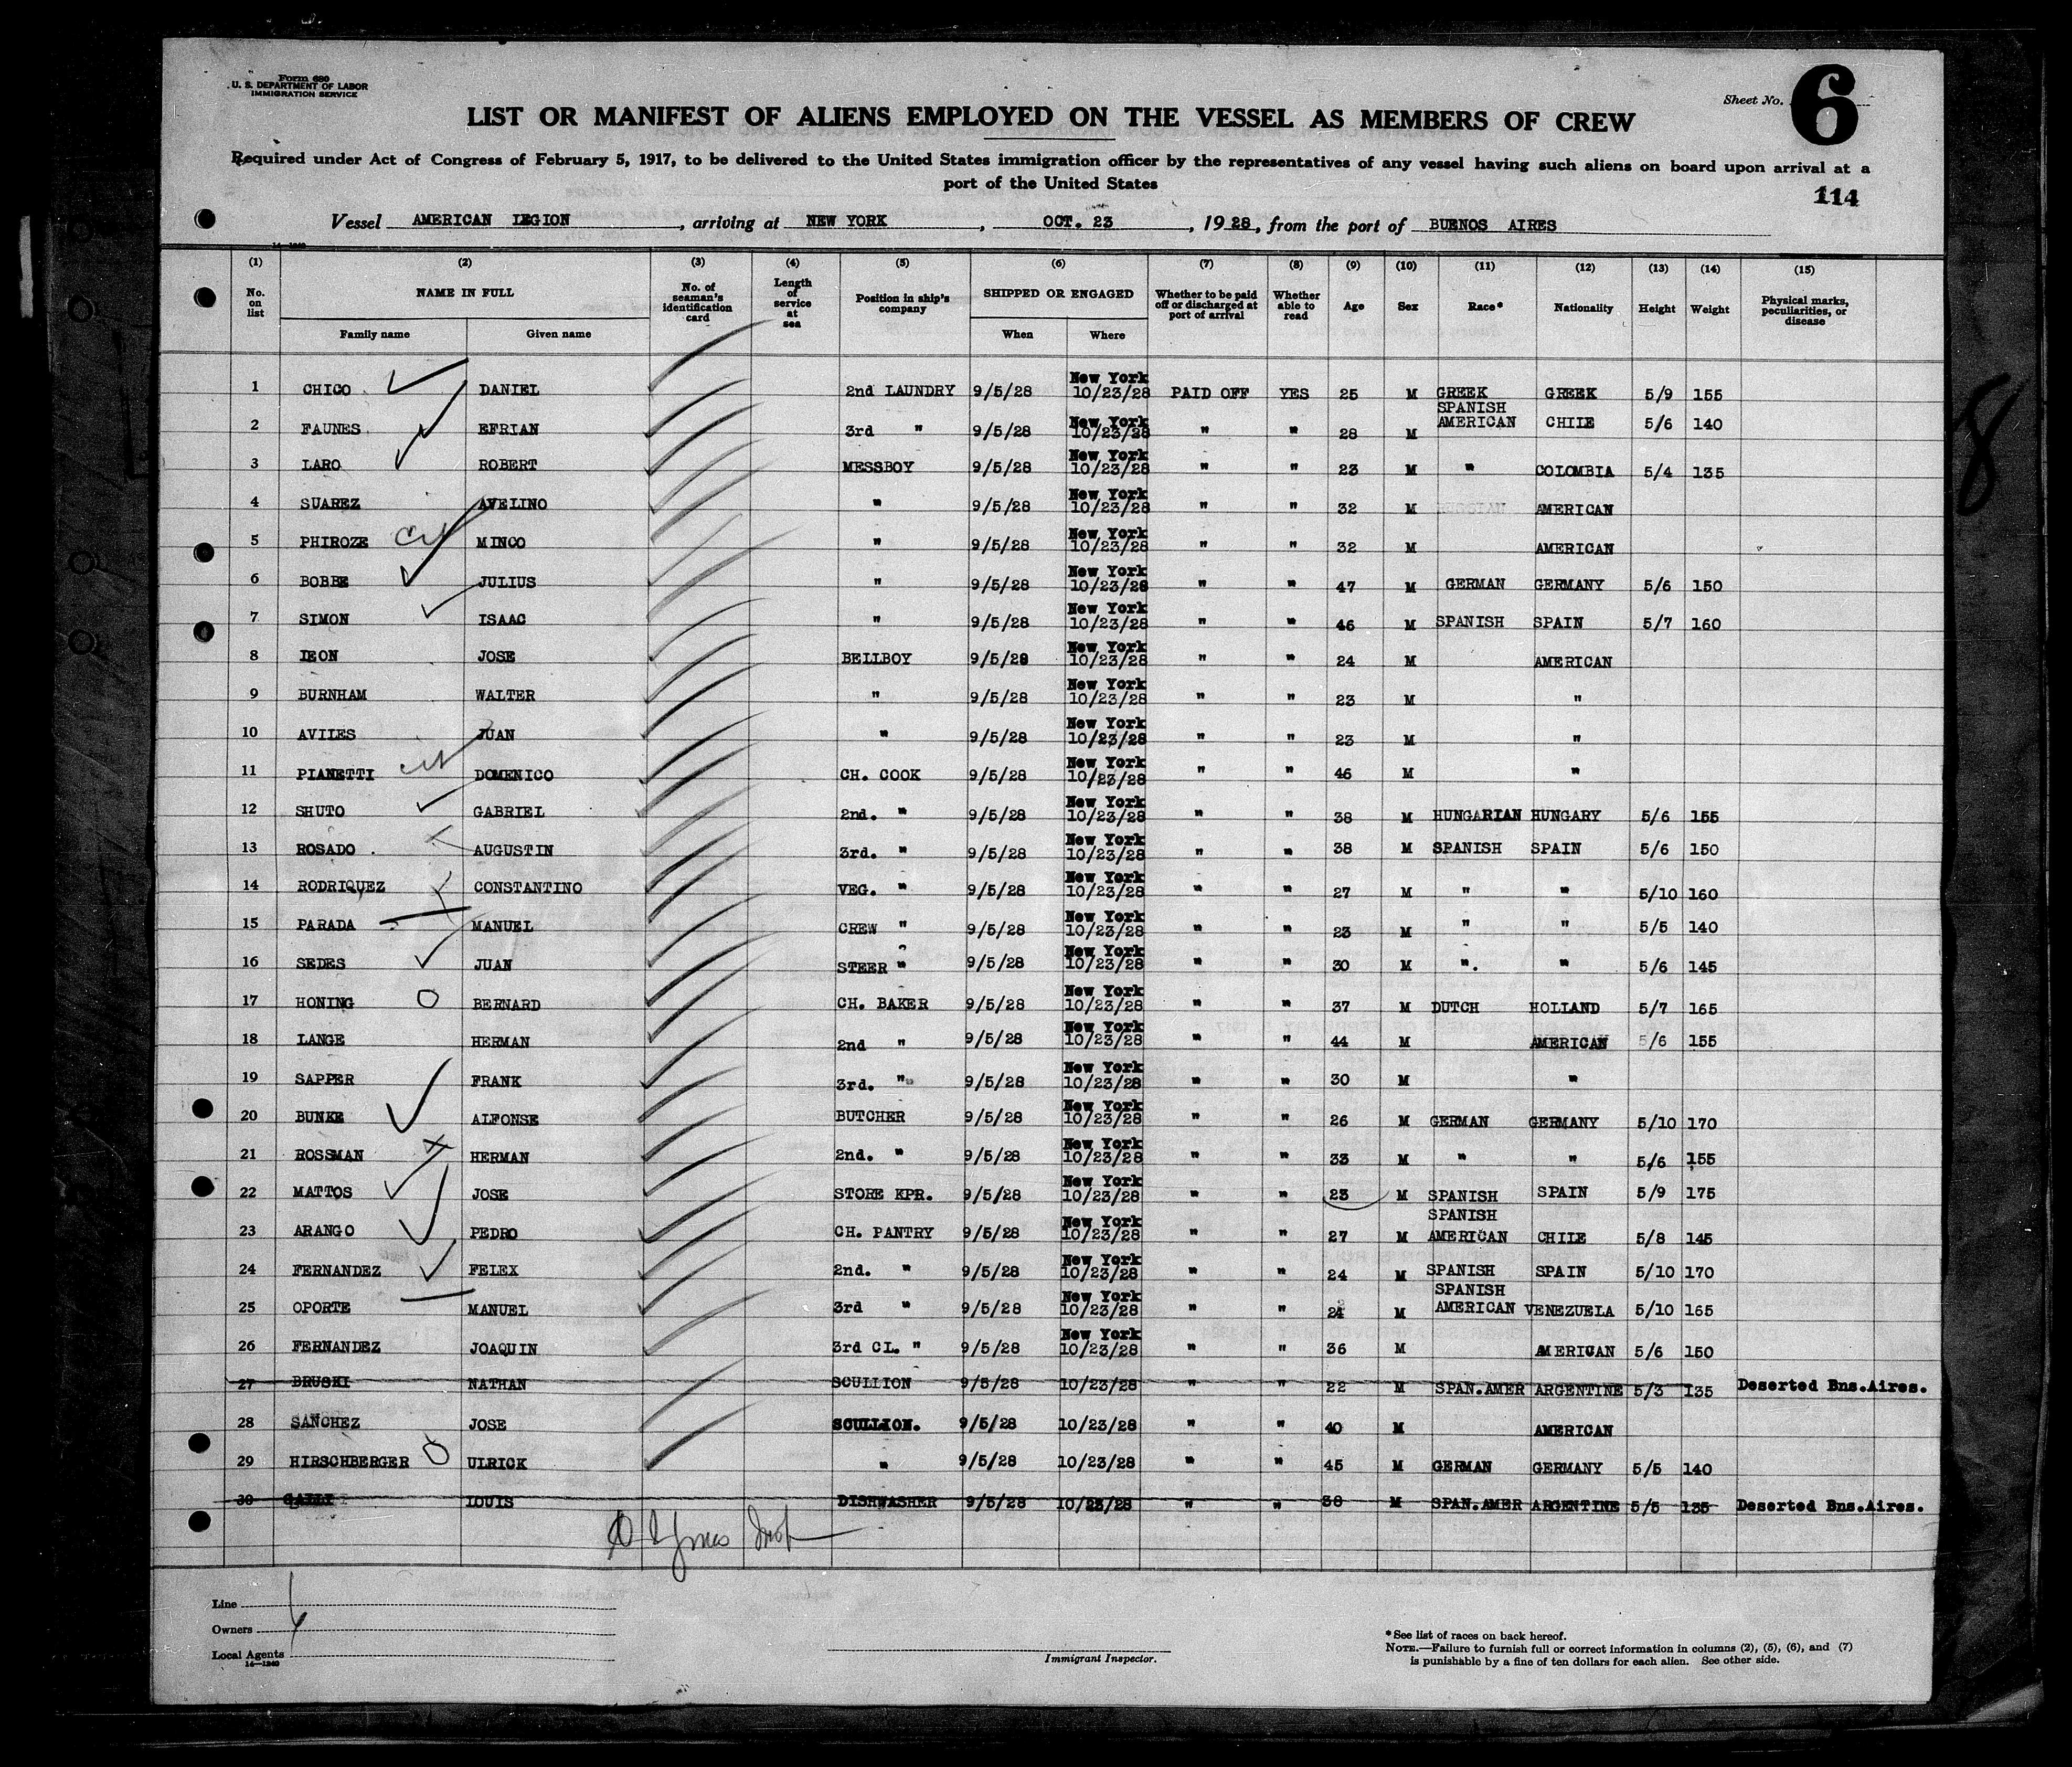 Form 680
U. S. DEPARTMENT OF LABOR
IMMIGRATION SERVICE
Sheet No. 6
LIST OR MANIFEST OF ALIENS EMPLOYED ON THE VESSEL AS MEMBERS OF CREW
Required under Act of Congress of February 5, 1917, to be delivered to the United States immigration officer by the representatives of any vessel having such aliens on board upon arrival at a
port of the United States
114
Vessel AMERICAN LEGION, arriving at NEW YORK, OCT. 23, 1928, from the port of BUENOS AIRES
(1) (2) (3) (4) (5) (6) (7) (8) (9) (10) (11) (12) (13) (14) (15)
No. on list NAME IN FULL Family name Given name No. of seaman's identification card Length of service at sea Position in ship's company SHIPPED OR ENGAGED When Where Whether to be paid off or discharged at port of arrival Whether able to read Age Sex Race* Nationality Height Weight Physical marks, peculiarities, or disease
1 CHICO DANIEL 2nd LAUNDRY 9/5/28 New York 10/23/28 PAID OFF YES 25 M GREEK GREEK 5/9 155
2 FAUNES EFRIAN 3rd " 9/5/28 New York 10/23/28 " " 28 M SPANISH AMERICAN CHILE 5/6 140
3 LARO ROBERT MESSBOY 9/5/28 New York 10/23/28 " " 23 M " COLOMBIA 5/4 135
4 SUAREZ AVELINO " 9/5/28 New York 10/23/28 " " 32 M AMERICAN
5 PHIROZE MINCO " 9/5/28 New York 10/23/28 " " 32 M AMERICAN
6 BOBBE JULIUS " 9/5/28 New York 10/23/28 " " 47 M GERMAN GERMANY 5/6 150
7 SIMON ISAAC " 9/5/28 New York 10/23/28 " " 46 M SPANISH SPAIN 5/7 160
8 LEON JOSE BELLBOY 9/5/28 New York 10/23/28 " " 24 M AMERICAN
9 BURNHAM WALTER " 9/5/28 New York 10/23/28 " " 23 M "
10 AVILES JUAN " 9/5/28 New York 10/23/28 " " 23 M "
11 PIANETTI DOMENICO CH. COOK 9/5/28 New York 10/23/28 " " 46 M "
12 SHUTO GABRIEL 2nd. " 9/5/28 New York 10/23/28 " " 38 M HUNGARIAN HUNGARY 5/6 155
13 ROSADO AUGUSTIN 3rd. " 9/5/28 New York 10/23/28 " " 38 M SPANISH SPAIN 5/6 150
14 RODRIQUEZ CONSTANTINO VEG. " 9/5/28 New York 10/23/28 " " 27 M " " 5/10 160
15 PARADA MANUEL CREW " 9/5/28 New York 10/23/28 " " 23 M " " 5/5 140
16 SEDES JUAN STEER " 9/5/28 New York 10/23/28 " " 30 M ". " 5/6 145
17 HONING BERNARD CH. BAKER 9/5/28 New York 10/23/28 " " 37 M DUTCH HOLLAND 5/7 165
18 LANGE HERMAN 2nd " 9/5/28 New York 10/23/28 " " 44 M AMERICAN 5/6 155
19 SAPPER FRANK 3rd. " 9/5/28 New York 10/23/28 " " 30 M "
20 BUNKE ALFONSE BUTCHER 9/5/28 New York 10/23/28 " " 26 M GERMAN GERMANY 5/10 170
21 ROSSMAN HERMAN 2nd. " 9/5/28 New York 10/23/28 " " 33 M " " 5/6 155
22 MATTOS JOSE STORE KPR. 9/5/28 New York 10/23/28 " " 23 M SPANISH SPAIN 5/9 175
23 ARANGO PEDRO CH. PANTRY 9/5/28 New York 10/23/28 " " 27 M SPANISH AMERICAN CHILE 5/8 145
24 FERNANDEZ FELEX 2nd. " 9/5/28 New York 10/23/28 " " 24 M SPANISH SPAIN 5/10 170
25 OPORTE MANUEL 3rd " 9/5/28 New York 10/23/28 " " 24 M SPANISH AMERICAN VENEZUELA 5/10 165
26 FERNANDEZ JOAQUIN 3rd CL. " 9/5/28 New York 10/23/28 " " 36 M AMERICAN 5/6 150
27 BRUSKI NATHAN SCULLION 9/5/28 10/23/28 " " 22 M SPAN.AMER ARGENTINE 5/3 135 Deserted Bns.Aires.
28 SANCHEZ JOSE SCULLION. 9/5/28 10/23/28 " " 40 M AMERICAN
29 HIRSCHBERGER ULRICK " 9/5/28 10/23/28 " " 45 M GERMAN GERMANY 5/5 140
30 GALLI LOUIS DISHWASHER 9/5/28 10/23/28 " " 38 M SPAN.AMER ARGENTINE 5/5 135 Deserted Bns.Aires.
Line
Owners
Local Agents
14—1240
Immigrant Inspector.
*See list of races on back hereof.
NOTE.—Failure to furnish full or correct information in columns (2), (5), (6), and (7)
is punishable by a fine of ten dollars for each alien. See other side.
8